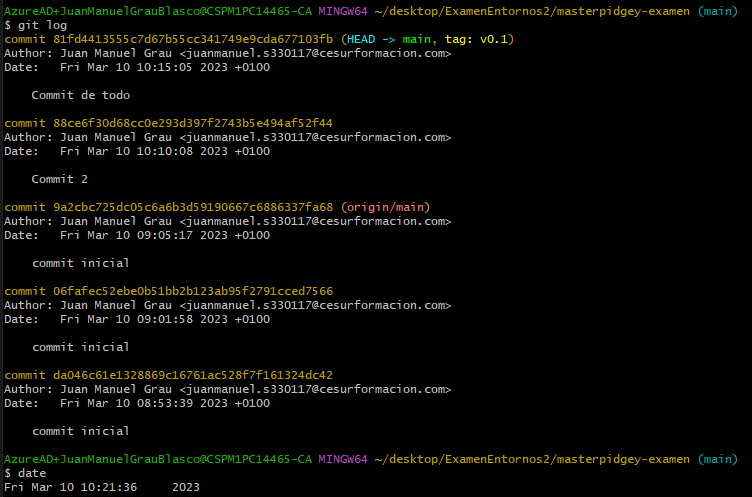 AzureAD+JuanManuelGrauBlasco@CSPM1PC14465-CA MINGW64 ~/desktop/ExamenEntornos2/masterpidgey-examen (main)
$ git log
commit 81fd4413555c7d67b55cc341749e9cda677103fb (HEAD -> main, tag: v0.1)
Author: Juan Manuel Grau <juanmanuel.s330117@cesurformacion.com>
Date:   Fri Mar 10 10:15:05 2023 +0100
    Commit de todo
commit 88ce6f30d68cc0e293d397f2743b5e494af52f44
Author: Juan Manuel Grau <juanmanuel.s330117@cesurformacion.com>
Date:   Fri Mar 10 10:10:08 2023 +0100
    Commit 2
commit 9a2cbc725dc05c6a6b3d59190667c6886337fa68 (origin/main)
Author: Juan Manuel Grau <juanmanuel.s330117@cesurformacion.com>
Date:   Fri Mar 10 09:05:17 2023 +0100
    commit inicial
commit 06fafec52ebe0b51bb2b123ab95f2791cced7566
Author: Juan Manuel Grau <juanmanuel.s330117@cesurformacion.com>
Date:   Fri Mar 10 09:01:58 2023 +0100
    commit inicial
commit da046c61e1328869c16761ac528f7f161324dc42
Author: Juan Manuel Grau <juanmanuel.s330117@cesurformacion.com>
Date:   Fri Mar 10 08:53:39 2023 +0100
    commit inicial
AzureAD+JuanManuelGrauBlasco@CSPM1PC14465-CA MINGW64 ~/desktop/ExamenEntornos2/masterpidgey-examen (main)
$ date
Fri Mar 10 10:21:36     2023